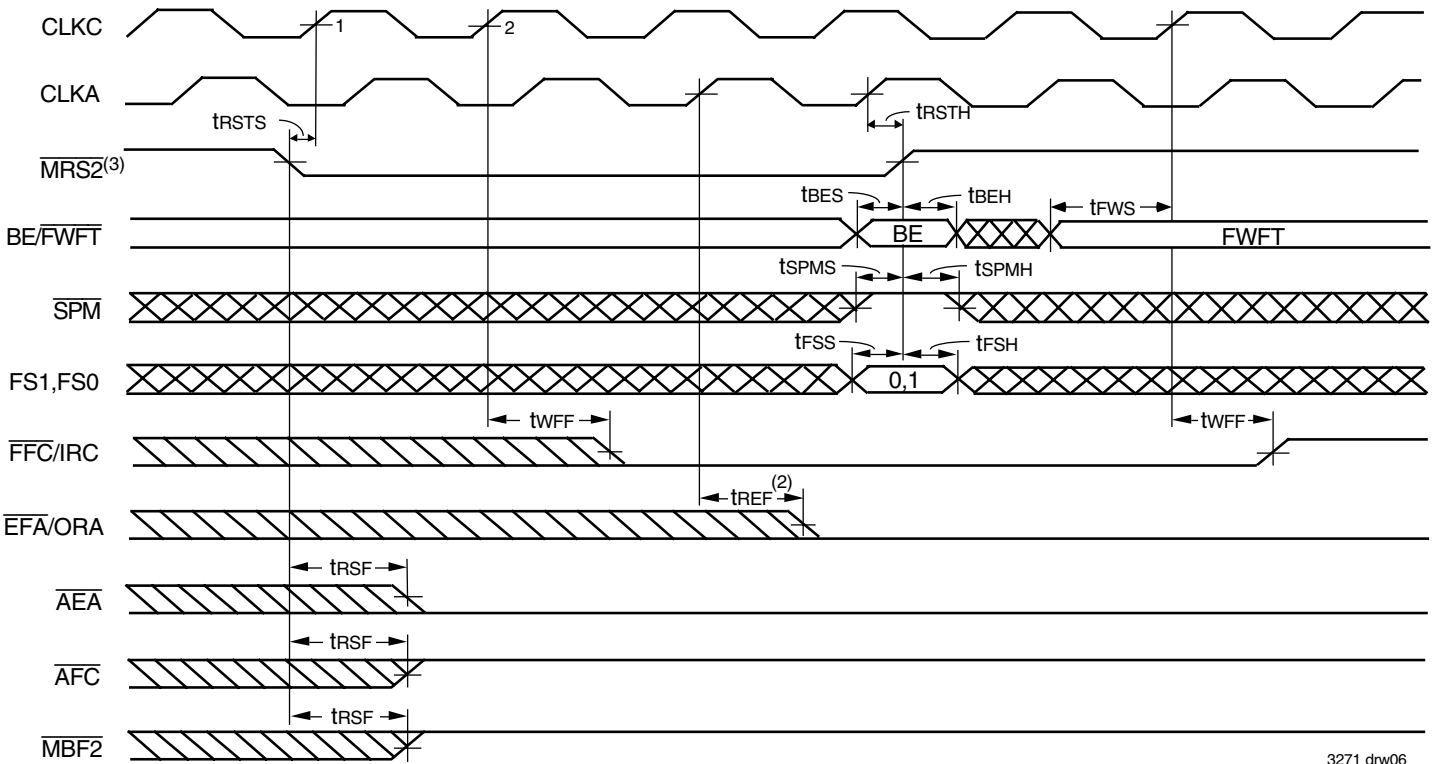 CLKC
1
2
CLKA
tRSTS
tRSTH
MRS2(3)
tBES
tBEH
tFWS
BE/FWFT
BE
FWFT
tSPMS
tSPMH
SPM
tFSS
tFSH
FS1,FS0
0,1
tWFF
tWFF
FFC/IRC
tREF(2)
EFA/ORA
tRSF
AEA
tRSF
AFC
tRSF
MBF2
3271 drw06